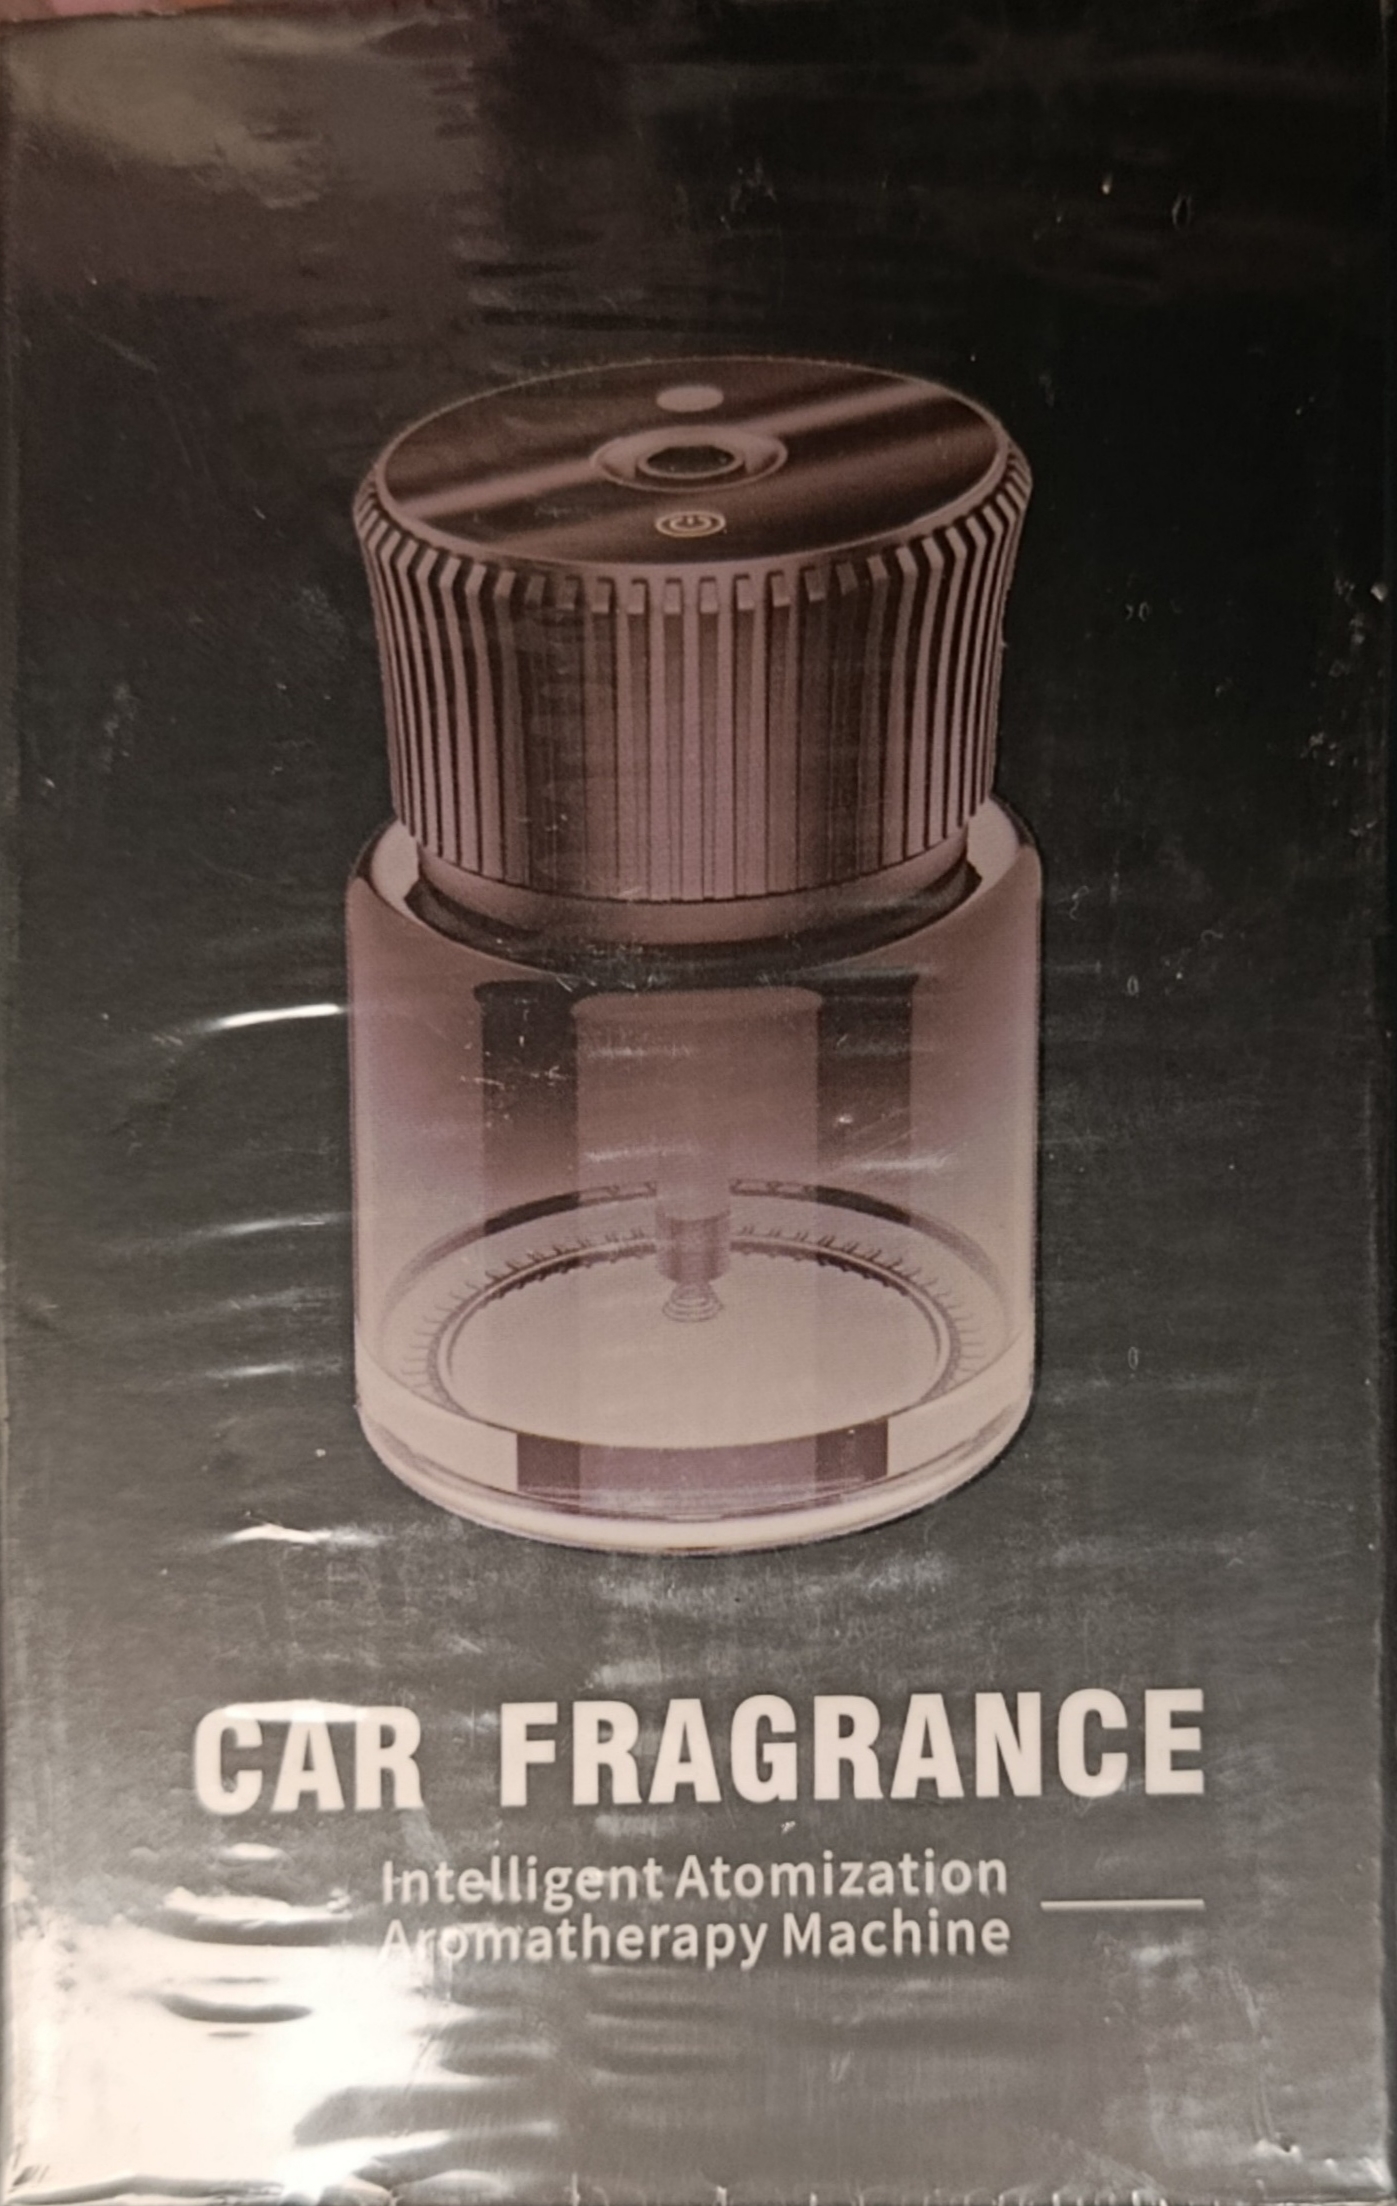 CAR FRAGRANCE
Intelligent Atomization
Aromatherapy Machine